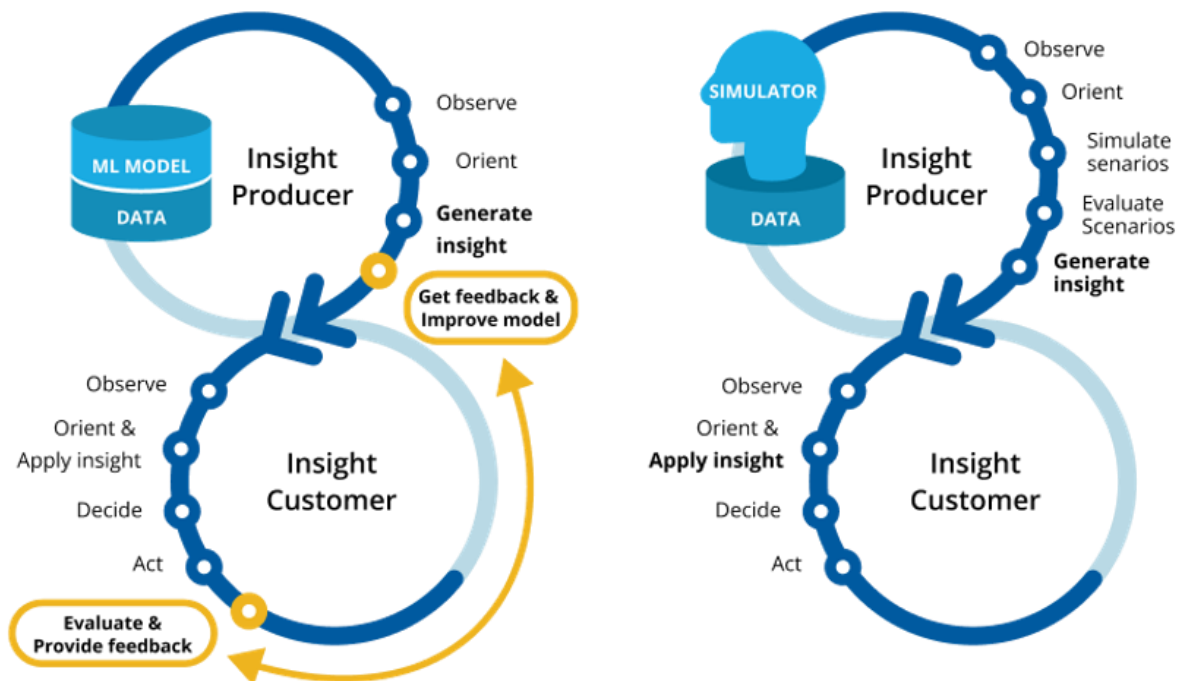 Observe
Orient
ML MODEL
DATA
Insight
Producer
Generate
insight
Get feedback &
Improve model
Observe
Orient &
Apply insight
Decide
Act
Insight
Customer
Evaluate &
Provide feedback
Observe
Orient
SIMULATOR
DATA
Insight
Producer
Simulate
senarios
Evaluate
Scenarios
Generate
insight
Observe
Orient &
Apply insight
Decide
Act
Insight
Customer